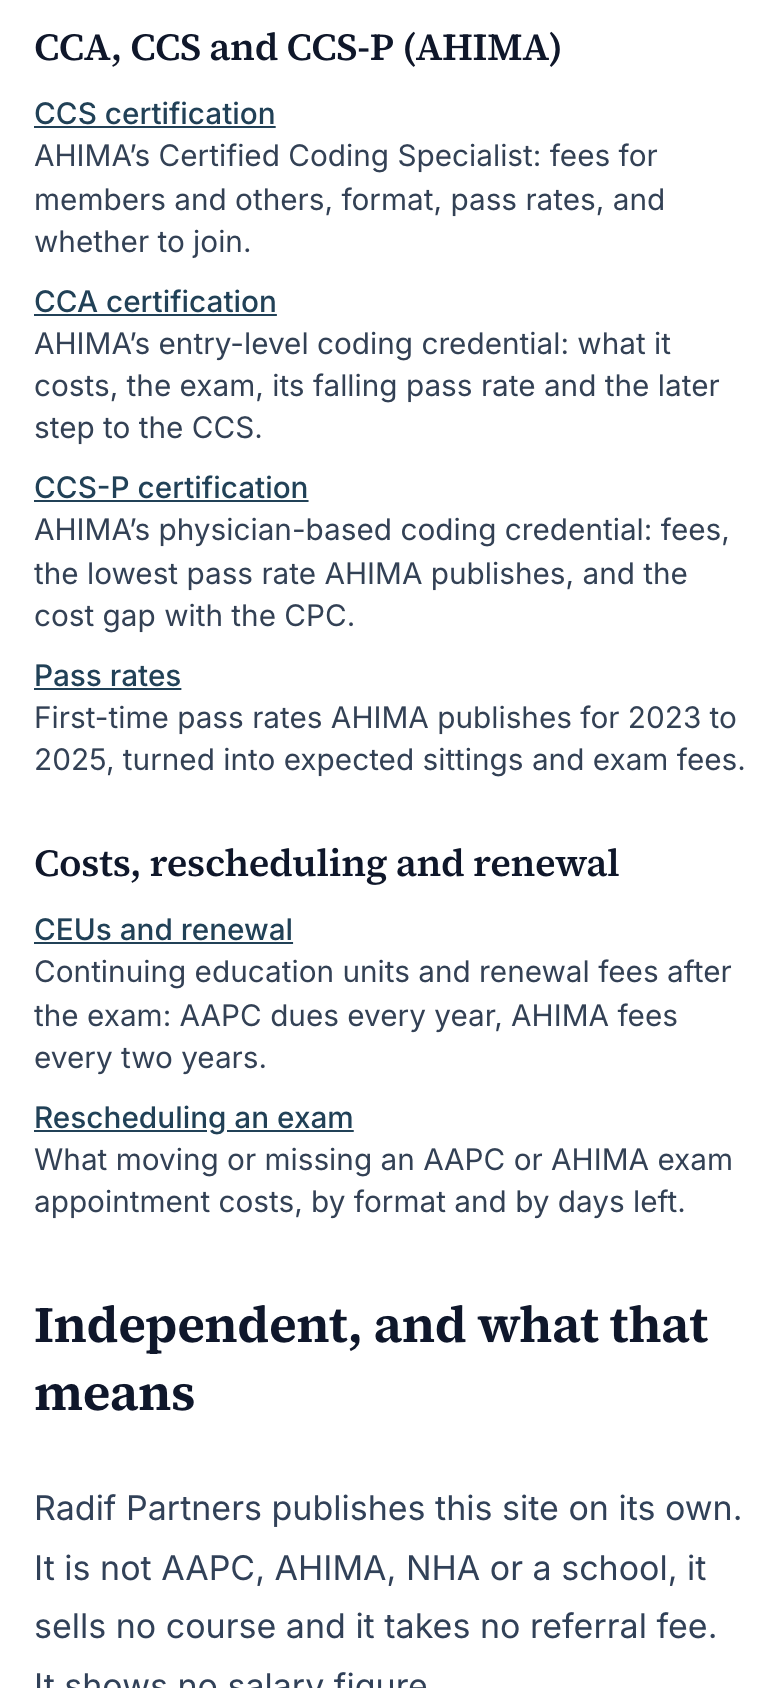 CCA, CCS and CCS-P (AHIMA)
CCS certification
AHIMA’s Certified Coding Specialist: fees for
members and others, format, pass rates, and
whether to join.
CCA certification
AHIMA’s entry-level coding credential: what it
costs, the exam, its falling pass rate and the later
step to the CCS.
CCS-P certification
AHIMA’s physician-based coding credential: fees,
the lowest pass rate AHIMA publishes, and the
cost gap with the CPC.
Pass rates
First-time pass rates AHIMA publishes for 2023 to
2025, turned into expected sittings and exam fees.
Costs, rescheduling and renewal
CEUs and renewal
Continuing education units and renewal fees after
the exam: AAPC dues every year, AHIMA fees
every two years.
Rescheduling an exam
What moving or missing an AAPC or AHIMA exam
appointment costs, by format and by days left.
Independent, and what that
means
Radif Partners publishes this site on its own.
It is not AAPC, AHIMA, NHA or a school, it
sells no course and it takes no referral fee.
It shows no salary figure